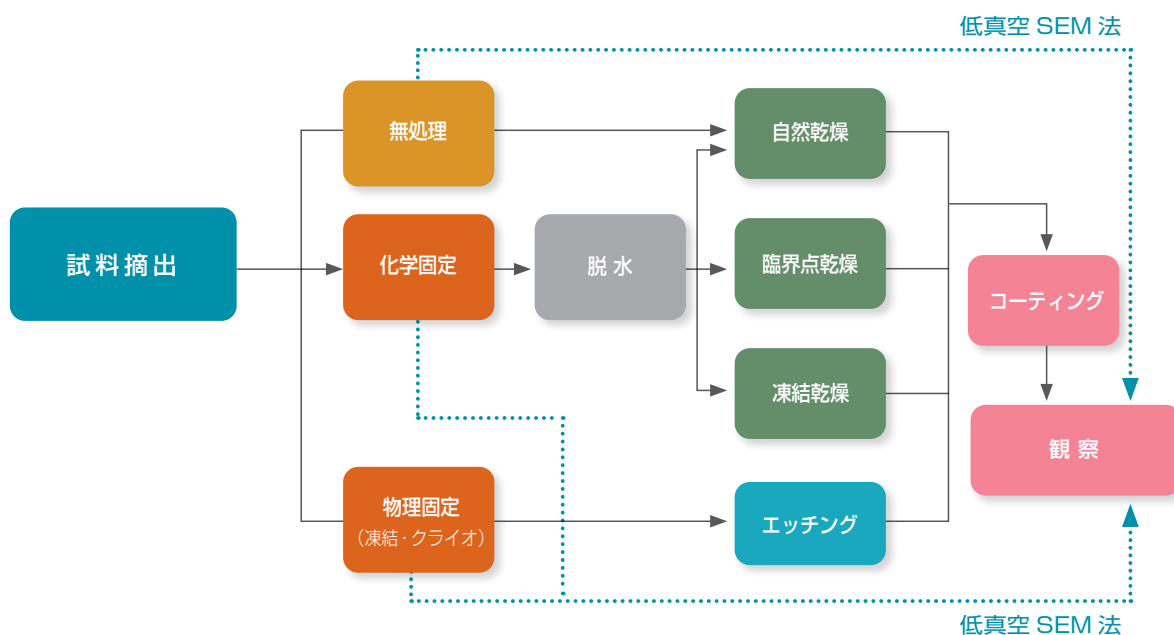 低真空 SEM 法
無処理
自然乾燥
試料摘出
化学固定
脱水
臨界点乾燥
コーティング
凍結乾燥
観察
物理固定
（凍結・クライオ）
エッチング
低真空 SEM 法